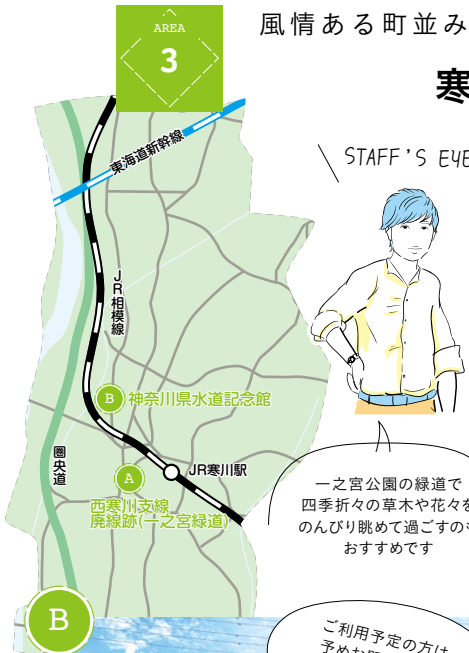 AREA
3
風情ある町並み
寒
STAFF'S EYE
東海道新幹線
JR相模線
B 神奈川県水道記念館
圏央道
JR寒川駅
A
西寒川支線
廃線跡(一之宮緑道)
一之宮公園の緑道で
四季折々の草木や花々を
のんびり眺めて過ごすのも
おすすめです
B
ご利用予定の方は
予めお